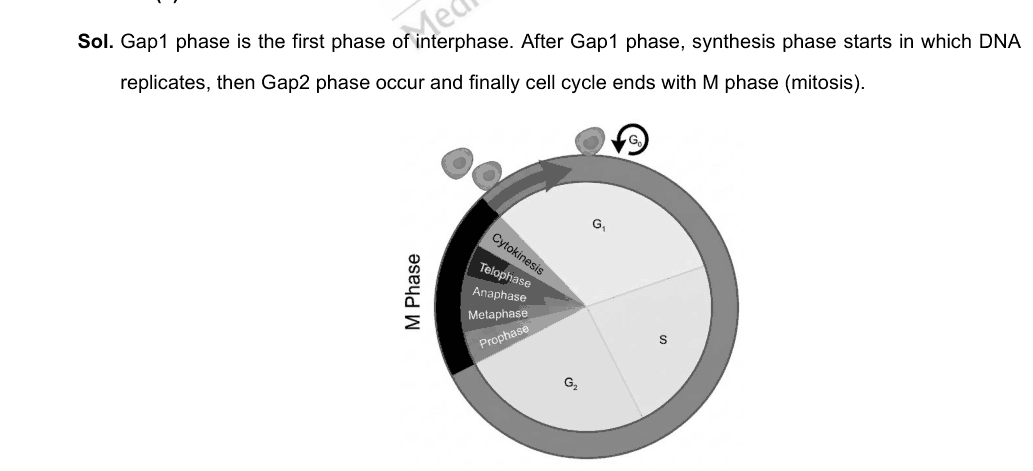 Sol. Gap1 phase is the first phase of interphase. After Gap1 phase, synthesis phase starts in which DNA
replicates, then Gap2 phase occur and finally cell cycle ends with M phase (mitosis).
G₀
G₁
Cytokinesis
Telophase
Anaphase
Metaphase
Prophase
M Phase
S
G₂